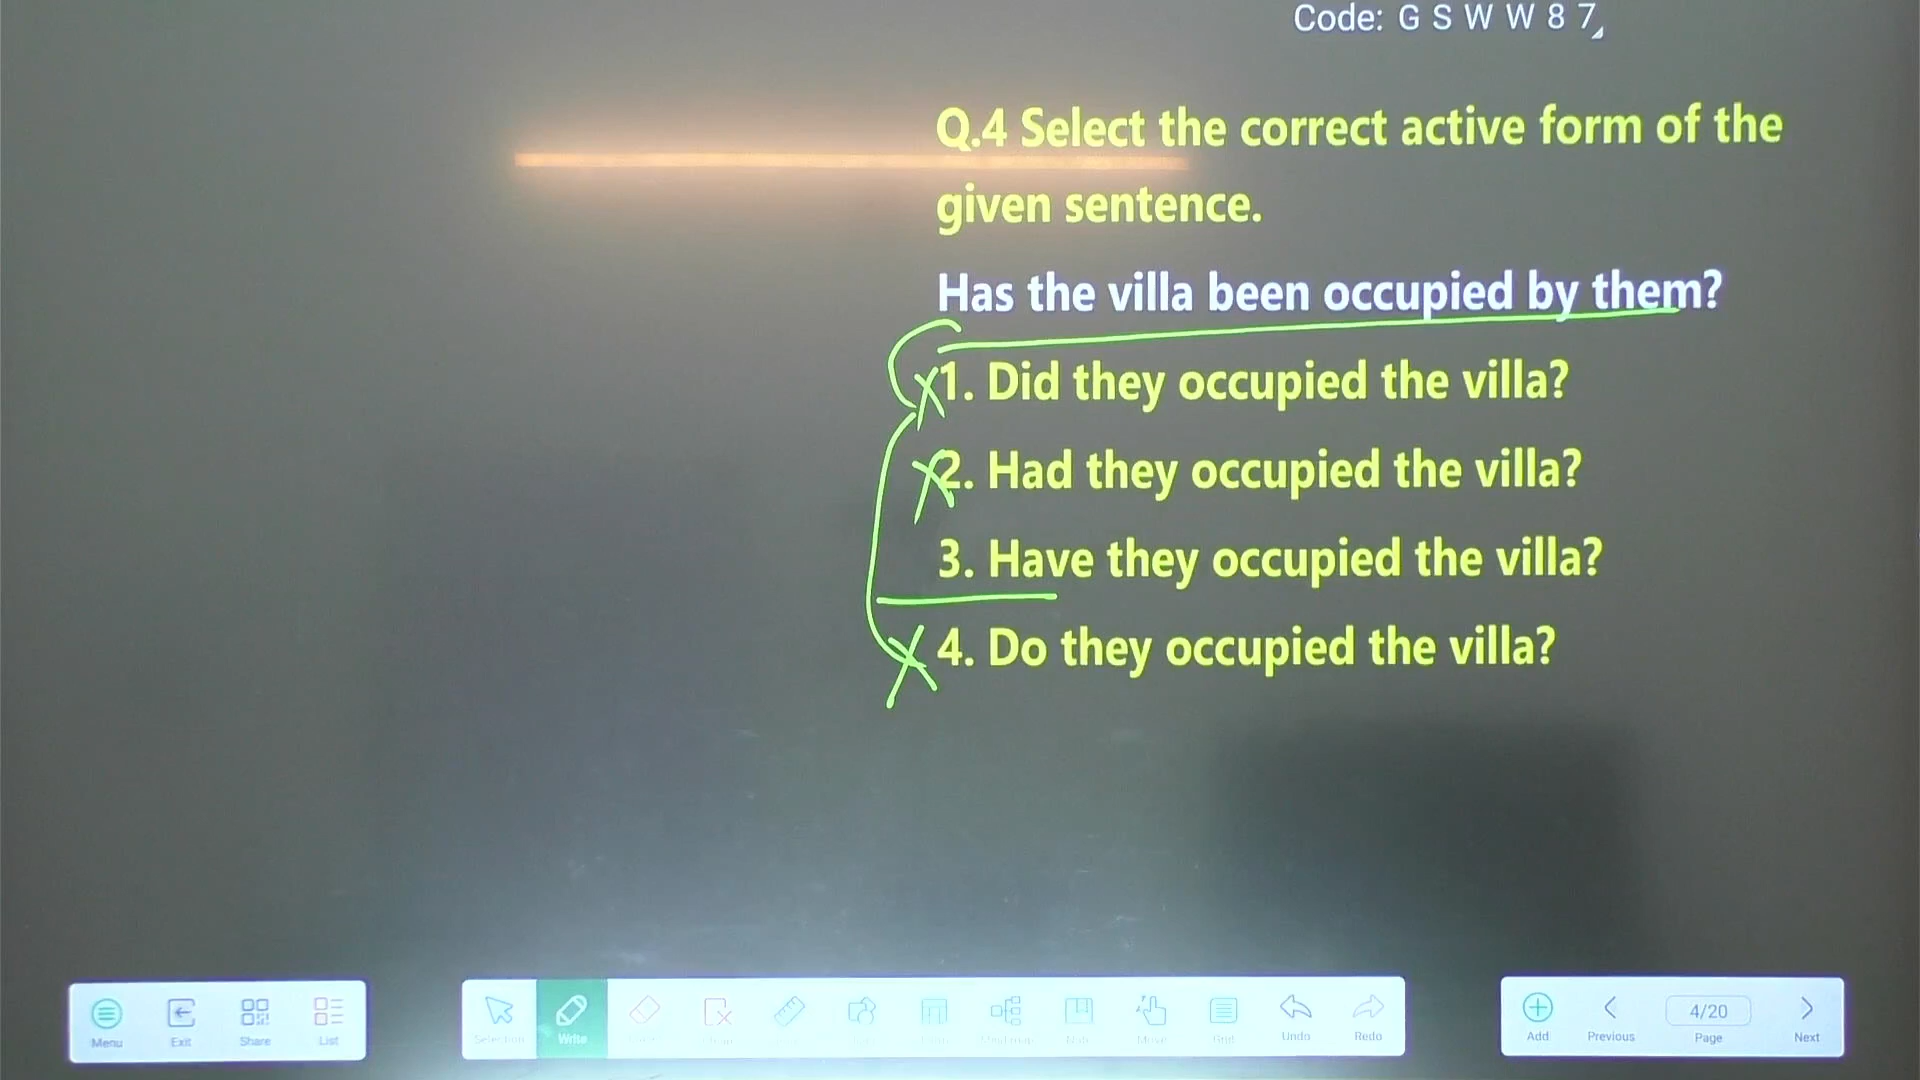 Code: G S W W 8 7
Q.4 Select the correct active form of the
given sentence.
Has the villa been occupied by them?
1. Did they occupied the villa?
2. Had they occupied the villa?
3. Have they occupied the villa?
4. Do they occupied the villa?
Menu Exit Share List
Selection Write Undo Redo
Add Previous 4/20 Page Next